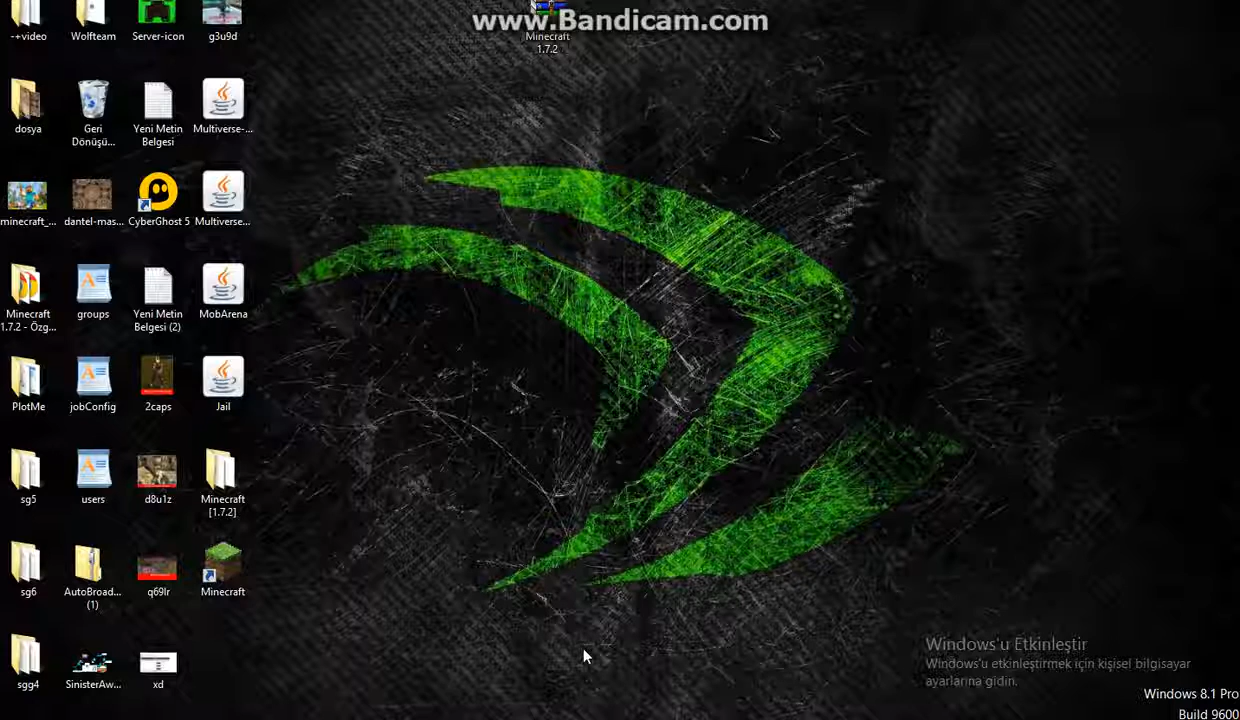 www.Bandicam.com
-+video
Wolfteam
Server-icon
g3u9d
Minecraft
1.7.2
dosya
Geri
Dönüşü...
Yeni Metin
Belgesi
Multiverse-...
minecraft_...
dantel-mas...
CyberGhost 5
Multiverse...
Minecraft
1.7.2 - Özg...
groups
Yeni Metin
Belgesi (2)
MobArena
PlotMe
jobConfig
2caps
Jail
sg5
users
d8u1z
Minecraft
[1.7.2]
sg6
AutoBroad...
(1)
q69lr
Minecraft
sgg4
SinisterAw...
xd
Windows'u Etkinleştir
Windows'u etkinleştirmek için kişisel bilgisayar
ayarlarına gidin.
Windows 8.1 Pro
Build 9600